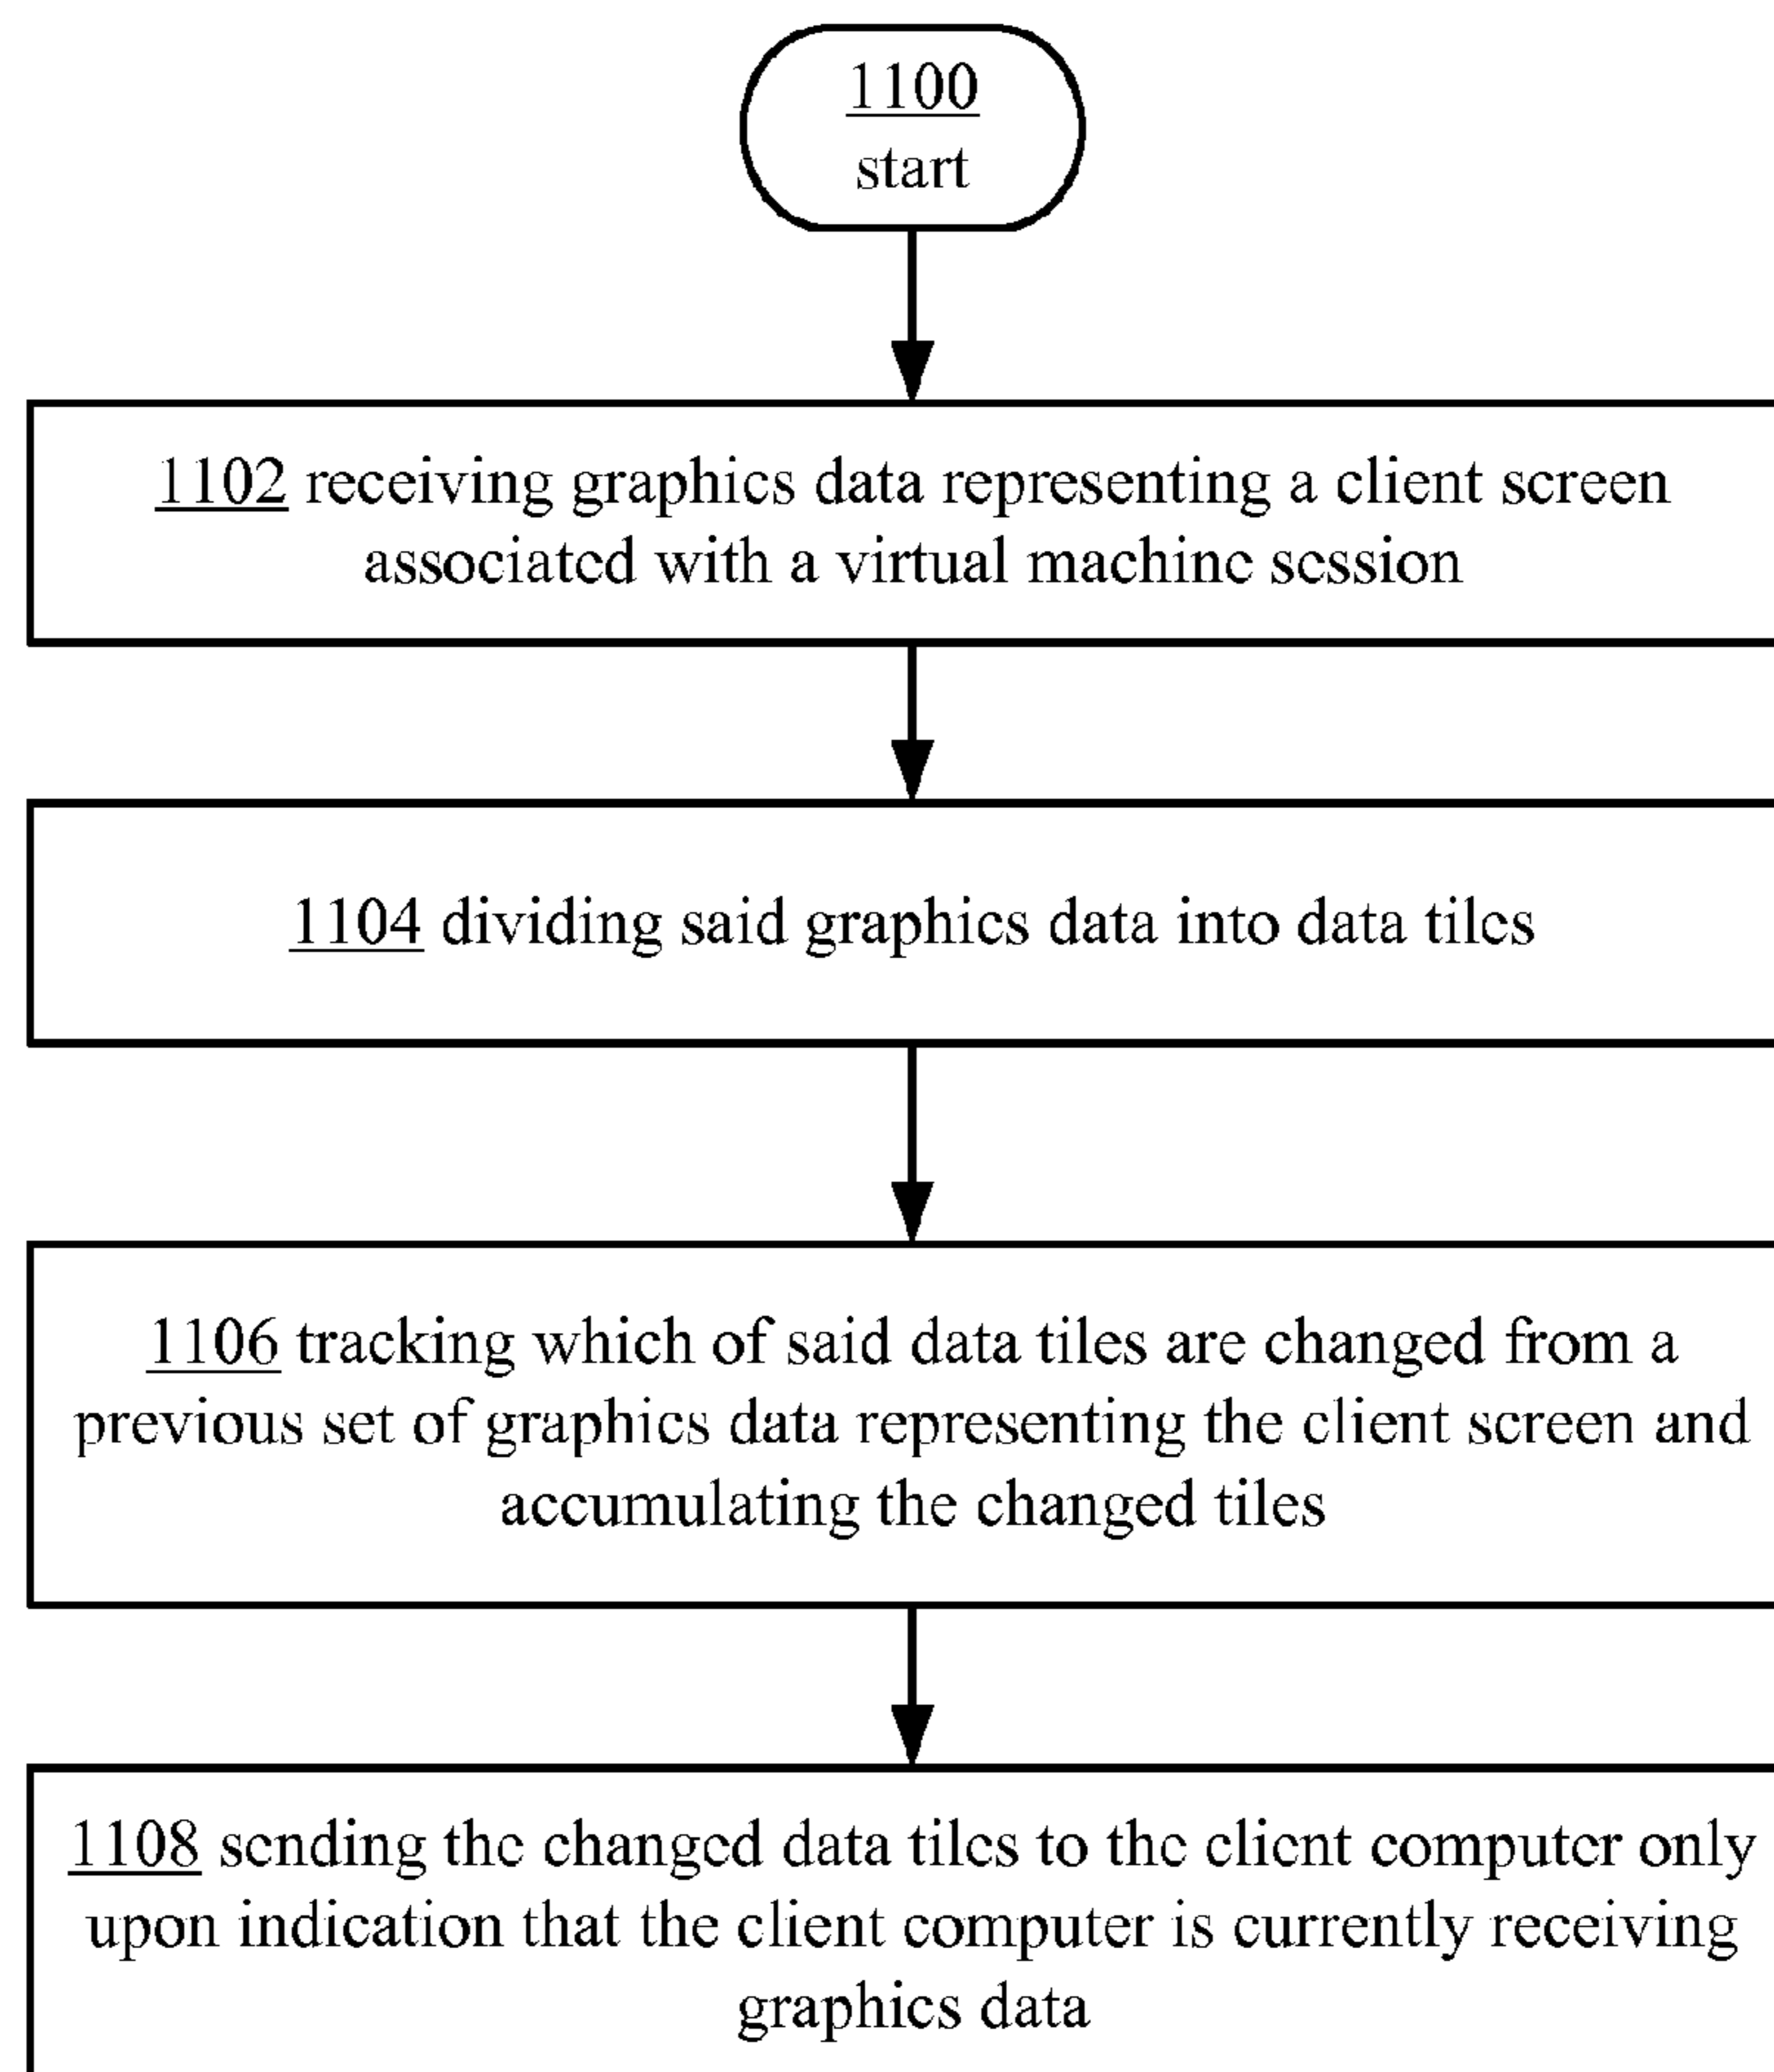 1100
start
1102 receiving graphics data representing a client screen
associated with a virtual machine session
1104 dividing said graphics data into data tiles
1106 tracking which of said data tiles are changed from a
previous set of graphics data representing the client screen and
accumulating the changed tiles
1108 sending the changed data tiles to the client computer only
upon indication that the client computer is currently receiving
graphics data